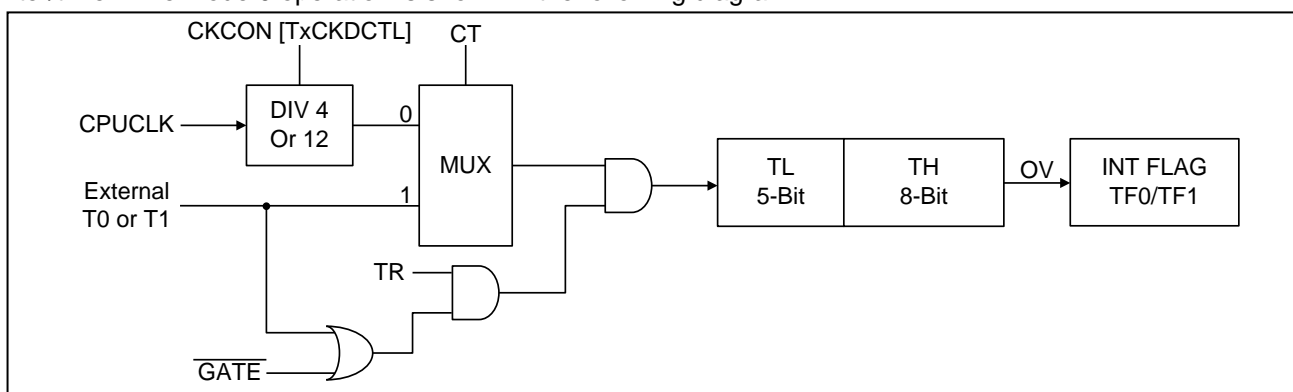 CKCON [TxCKDCTL]
CT
CPUCLK
DIV 4
Or 12
0
MUX
External
T0 or T1
1
TL
5-Bit
TH
8-Bit
OV
INT FLAG
TF0/TF1
TR
GATE